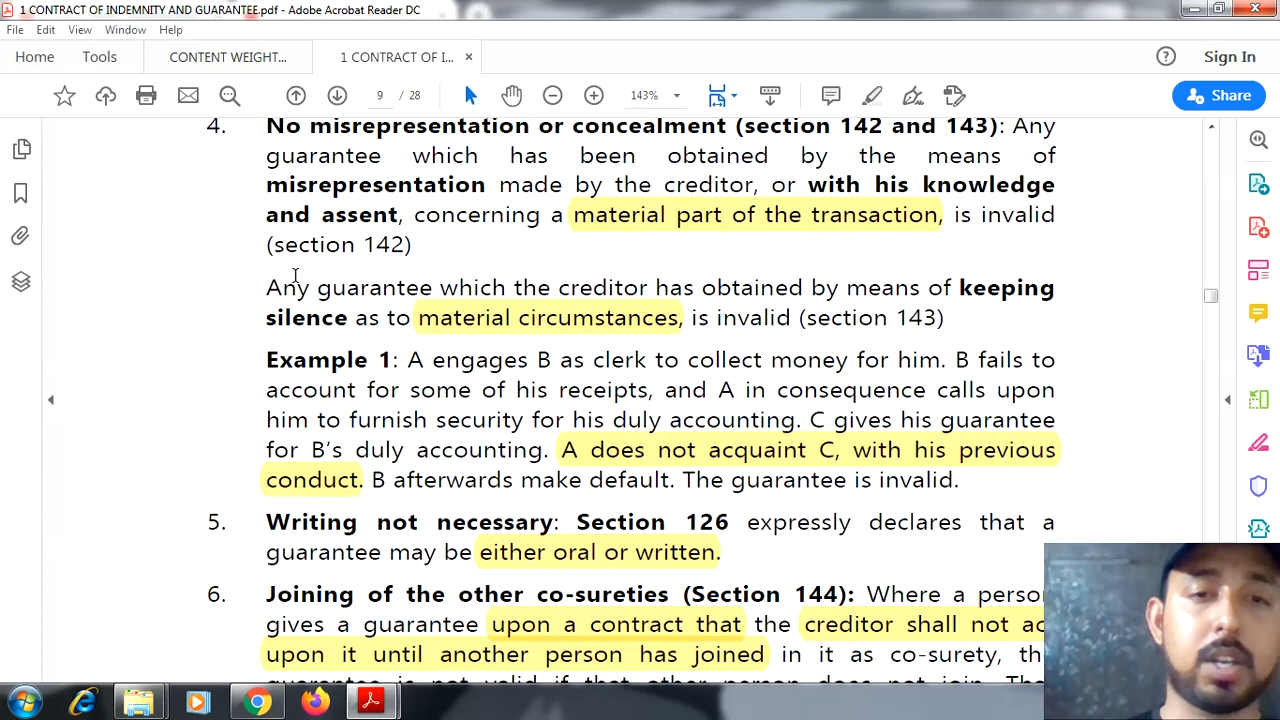 1 CONTRACT OF INDEMNITY AND GUARANTEE.pdf - Adobe Acrobat Reader DC
File Edit View Window Help
Home Tools CONTENT WEIGHT... 1 CONTRACT OF I... × Sign In
9 / 28 143% Share
4. No misrepresentation or concealment (section 142 and 143): Any
guarantee which has been obtained by the means of
misrepresentation made by the creditor, or with his knowledge
and assent, concerning a material part of the transaction, is invalid
(section 142)
Any guarantee which the creditor has obtained by means of keeping
silence as to material circumstances, is invalid (section 143)
Example 1: A engages B as clerk to collect money for him. B fails to
account for some of his receipts, and A in consequence calls upon
him to furnish security for his duly accounting. C gives his guarantee
for B's duly accounting. A does not acquaint C, with his previous
conduct. B afterwards make default. The guarantee is invalid.
5. Writing not necessary: Section 126 expressly declares that a
guarantee may be either oral or written.
6. Joining of the other co-sureties (Section 144): Where a person
gives a guarantee upon a contract that the creditor shall not
upon it until another person has joined in it as co-surety,